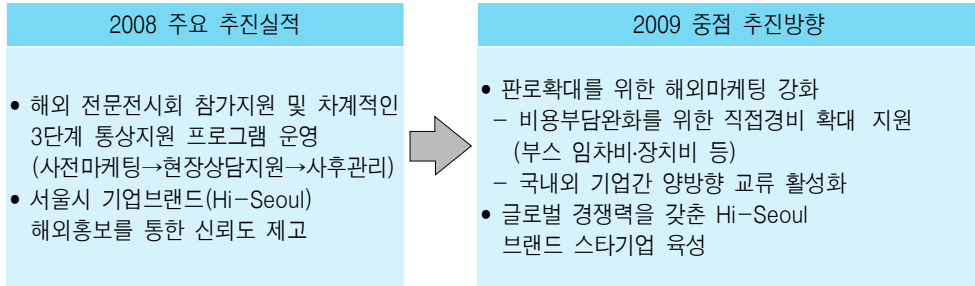 2008 주요 추진실적
• 해외 전문전시회 참가지원 및 차계적인
3단계 통상지원 프로그램 운영
(사전마케팅→현장상담지원→사후관리)
• 서울시 기업브랜드(Hi-Seoul)
해외홍보를 통한 신뢰도 제고
2009 중점 추진방향
• 판로확대를 위한 해외마케팅 강화
- 비용부담완화를 위한 직접경비 확대 지원
(부스 임차비·장치비 등)
- 국내외 기업간 양방향 교류 활성화
• 글로벌 경쟁력을 갖춘 Hi-Seoul
브랜드 스타기업 육성